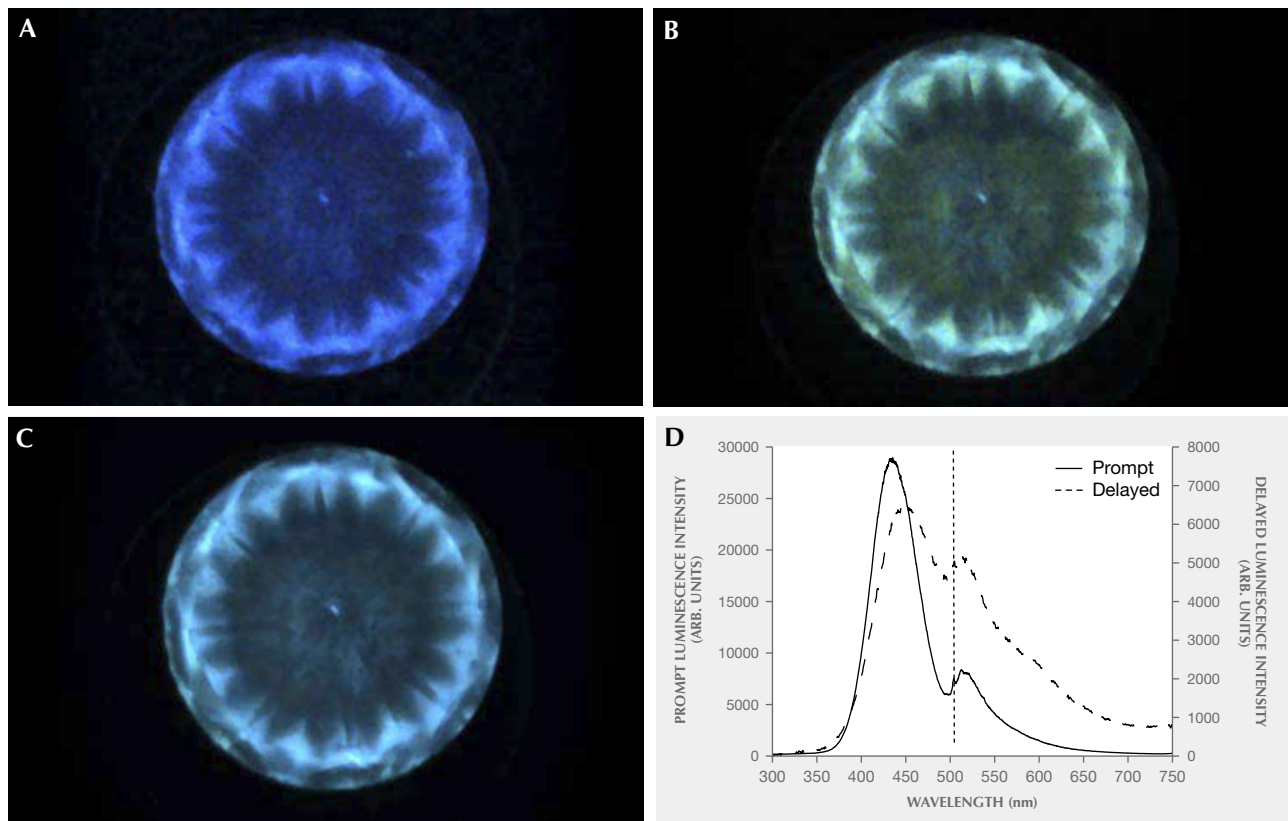 A
B
C
D
30000
25000
20000
15000
10000
5000
0
PROMPT LUMINESCENCE INTENSITY
(ARB. UNITS)
Prompt
Delayed
8000
7000
6000
5000
4000
3000
2000
1000
0
DELAYED LUMINESCENCE INTENSITY
(ARB. UNITS)
300 350 400 450 500 550 600 650 700 750
WAVELENGTH (nm)